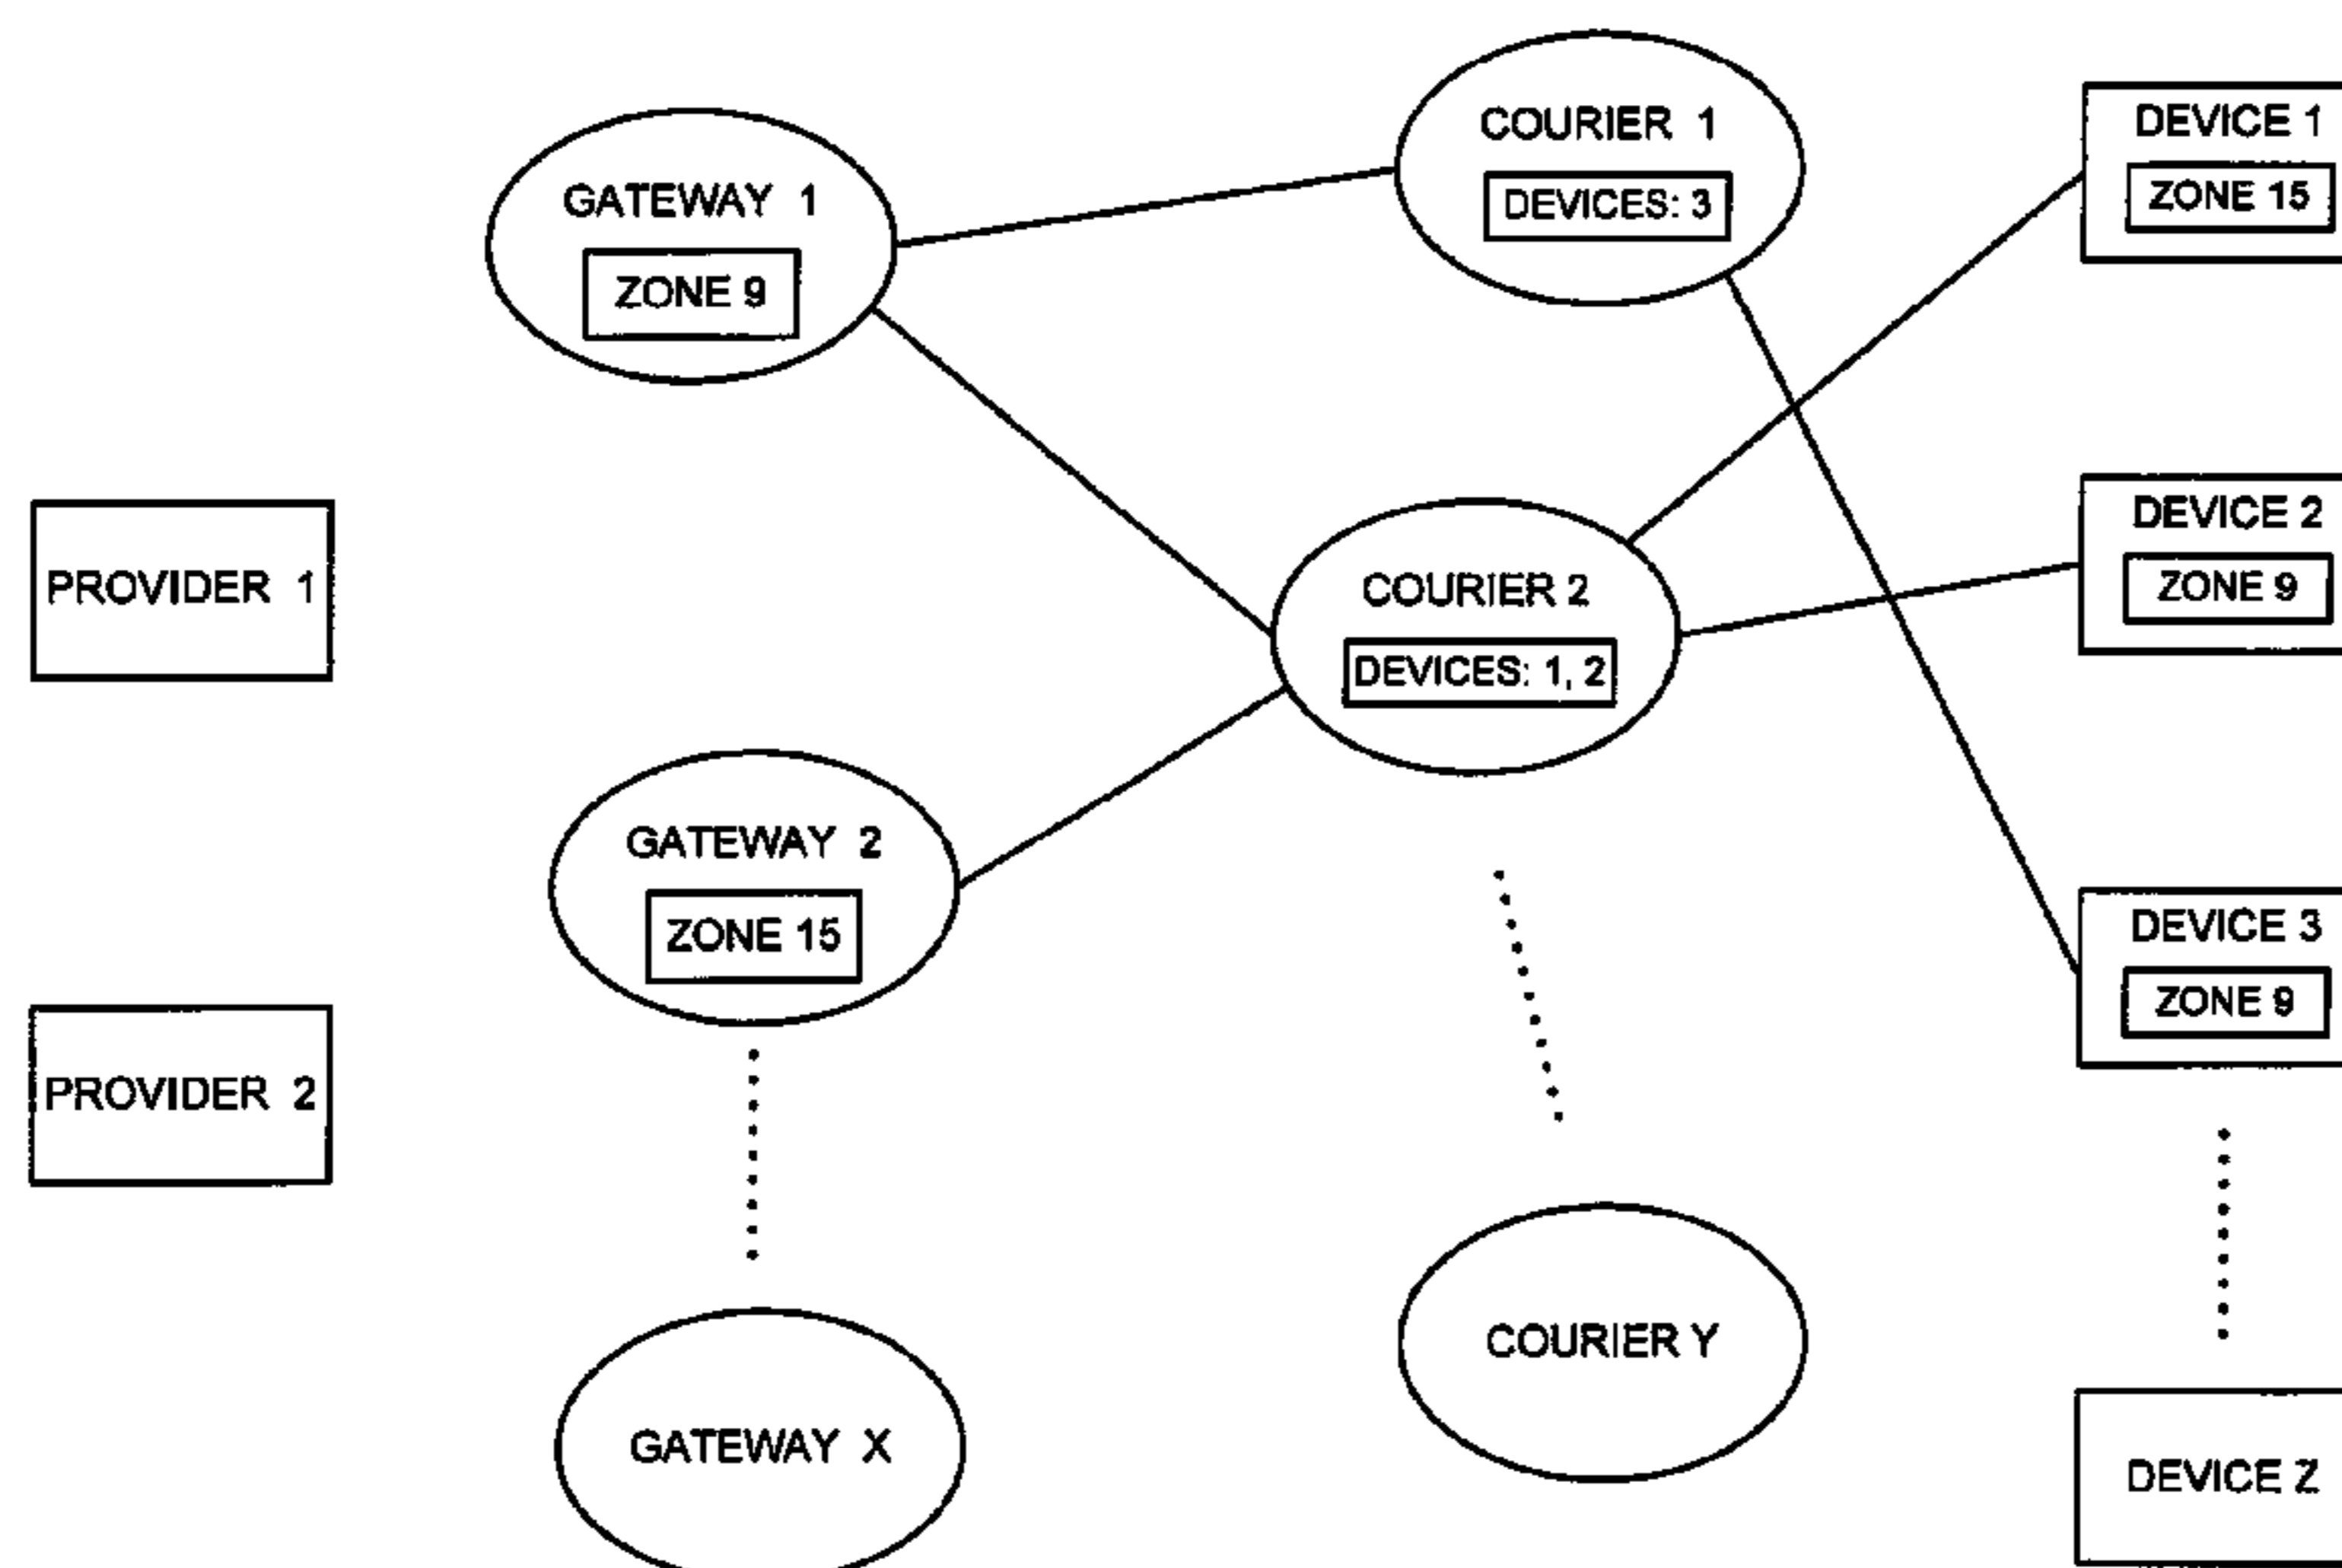 PROVIDER 1
PROVIDER 2
GATEWAY 1
ZONE 9
GATEWAY 2
ZONE 15
GATEWAY X
COURIER 1
DEVICES: 3
COURIER 2
DEVICES: 1, 2
COURIER Y
DEVICE 1
ZONE 15
DEVICE 2
ZONE 9
DEVICE 3
ZONE 9
DEVICE Z